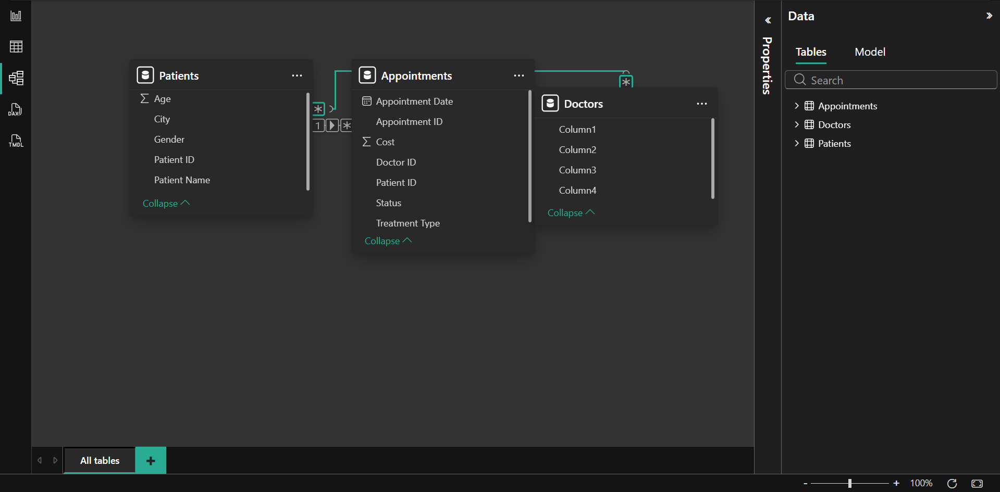 Data
Properties
Tables
Model
Search
Appointments
Doctors
Patients
DAX
TMDL
Patients
Age
City
Gender
Patient ID
Patient Name
Collapse
* 
1 *
Appointments
Appointment Date
Appointment ID
Cost
Doctor ID
Patient ID
Status
Treatment Type
Collapse
*
Doctors
Column1
Column2
Column3
Column4
Collapse
All tables
+
- + 100%